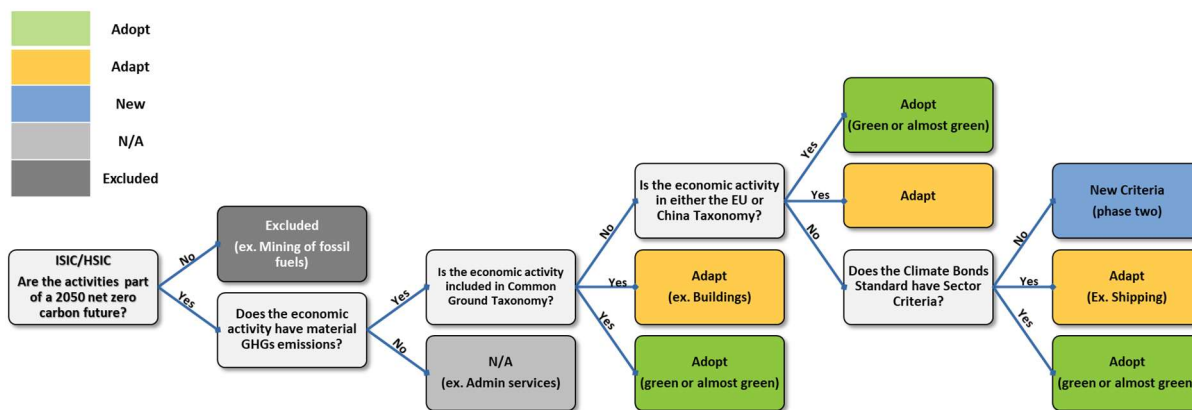 Adopt
Adapt
New
N/A
Excluded
ISIC/HSIC
Are the activities part
of a 2050 net zero
carbon future?
No
Yes
Excluded
(ex. Mining of fossil
fuels)
Does the economic
activity have material
GHGs emissions?
Yes
No
Is the economic activity
included in Common
Ground Taxonomy?
N/A
(ex. Admin services)
No
Yes
Yes
Is the economic activity
in either the EU or
China Taxonomy?
Adapt
(ex. Buildings)
Adopt
(green or almost green)
Yes
Yes
No
Adopt
(Green or almost green)
Adapt
Does the Climate Bonds
Standard have Sector
Criteria?
No
Yes
Yes
New Criteria
(phase two)
Adapt
(Ex. Shipping)
Adopt
(green or almost green)